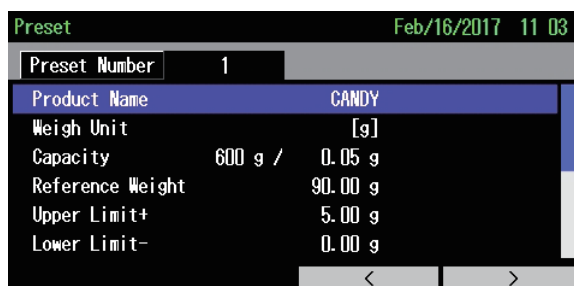 Preset Feb/16/2017 11 03
Preset Number 1
Product Name CANDY
Weigh Unit [g]
Capacity 600 g / 0.05 g
Reference Weight 90.00 g
Upper Limit+ 5.00 g
Lower Limit- 0.00 g
< >